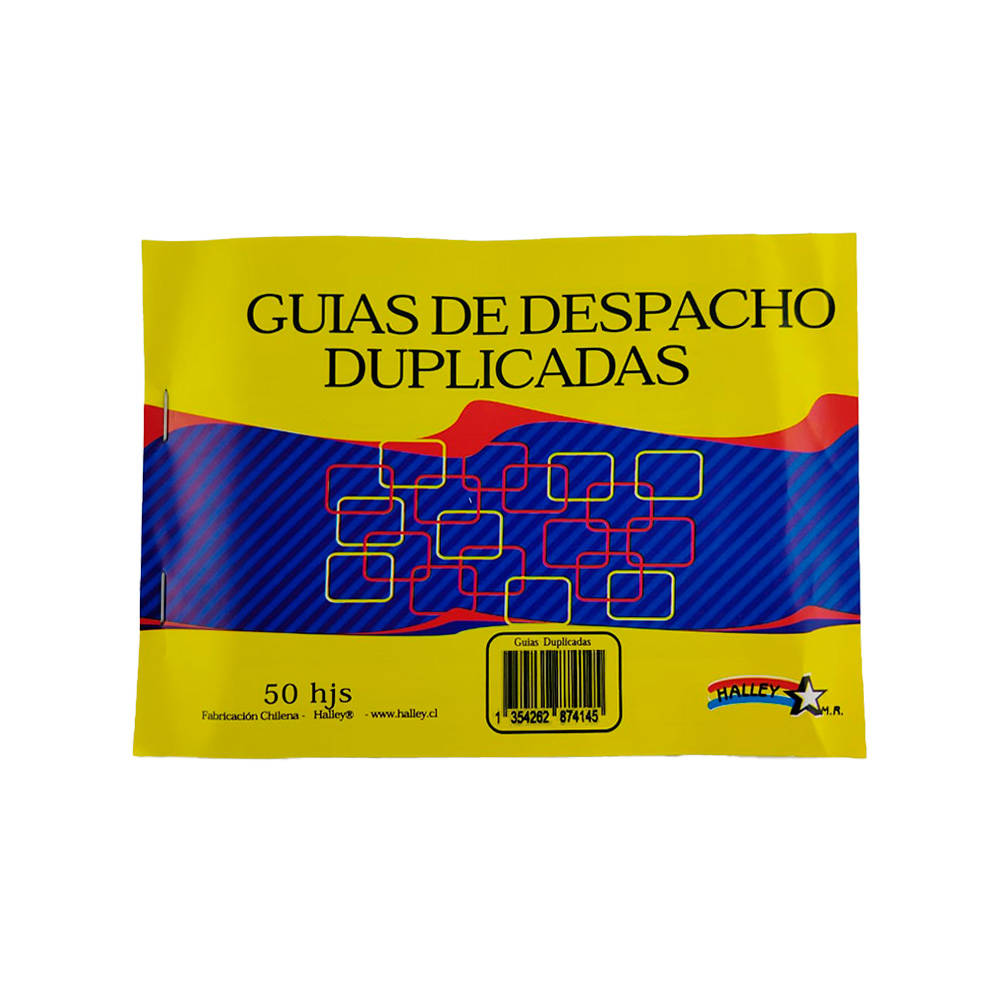 GUIAS DE DESPACHO
DUPLICADAS
Guias Duplicadas
1 354262 874145
50 hjs
Fabricación Chilena - Halley® - www.halley.cl
HALLEY
M.R.